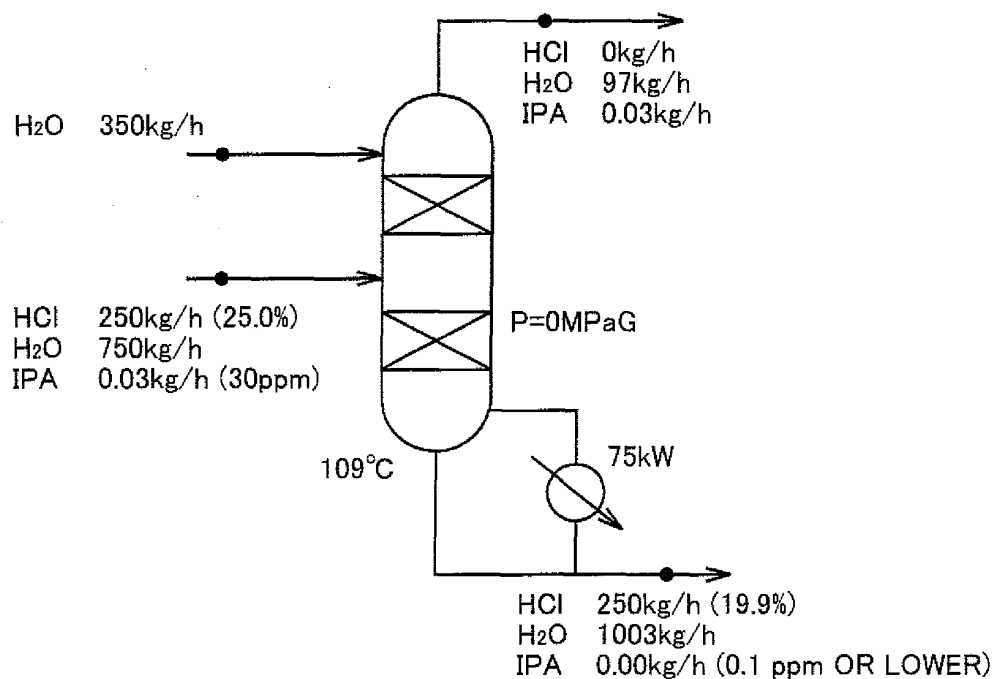 HCl 0kg/h
H₂O 97kg/h
IPA 0.03kg/h
H₂O 350kg/h
HCl 250kg/h (25.0%)
H₂O 750kg/h
IPA 0.03kg/h (30ppm)
P=0MPaG
109°C
75kW
HCl 250kg/h (19.9%)
H₂O 1003kg/h
IPA 0.00kg/h (0.1 ppm OR LOWER)